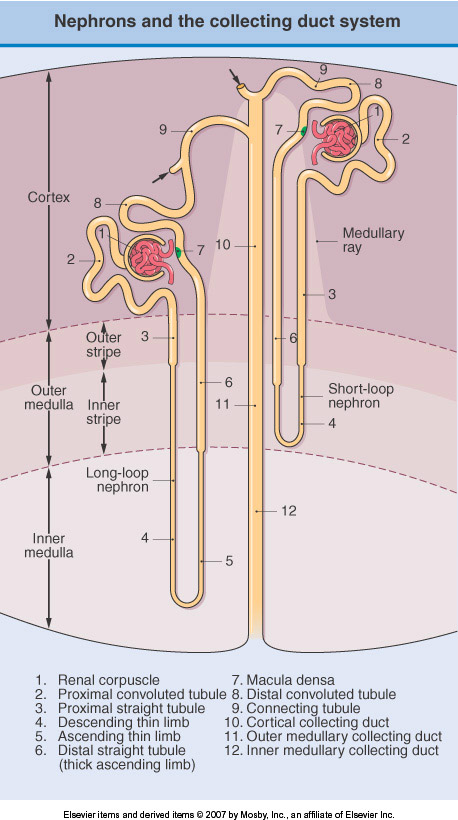 Nephrons and the collecting duct system
9
8
1
7
2
9
Cortex
8
1
7
2
10
Medullary
ray
3
3
6
Outer
stripe
6
Outer
medulla
Inner
stripe
11
Short-loop
nephron
4
Long-loop
nephron
12
Inner
medulla
4
5
1. Renal corpuscle
2. Proximal convoluted tubule
3. Proximal straight tubule
4. Descending thin limb
5. Ascending thin limb
6. Distal straight tubule
(thick ascending limb)
7. Macula densa
8. Distal convoluted tubule
9. Connecting tubule
10. Cortical collecting duct
11. Outer medullary collecting duct
12. Inner medullary collecting duct
Elsevier items and derived items © 2007 by Mosby, Inc., an affiliate of Elsevier Inc.